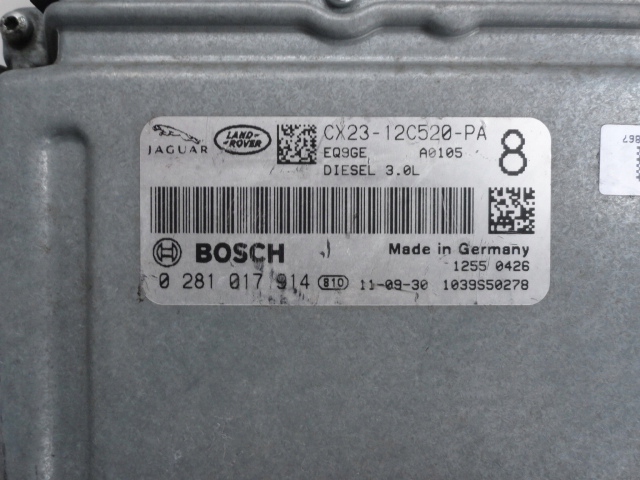 JAGUAR LAND-ROVER CX23-12C520-PA 8
EQ9GE A0105
DIESEL 3.0L
BOSCH Made in Germany
1255 0426
0 281 017 914 810 11-09-30 1039S50278